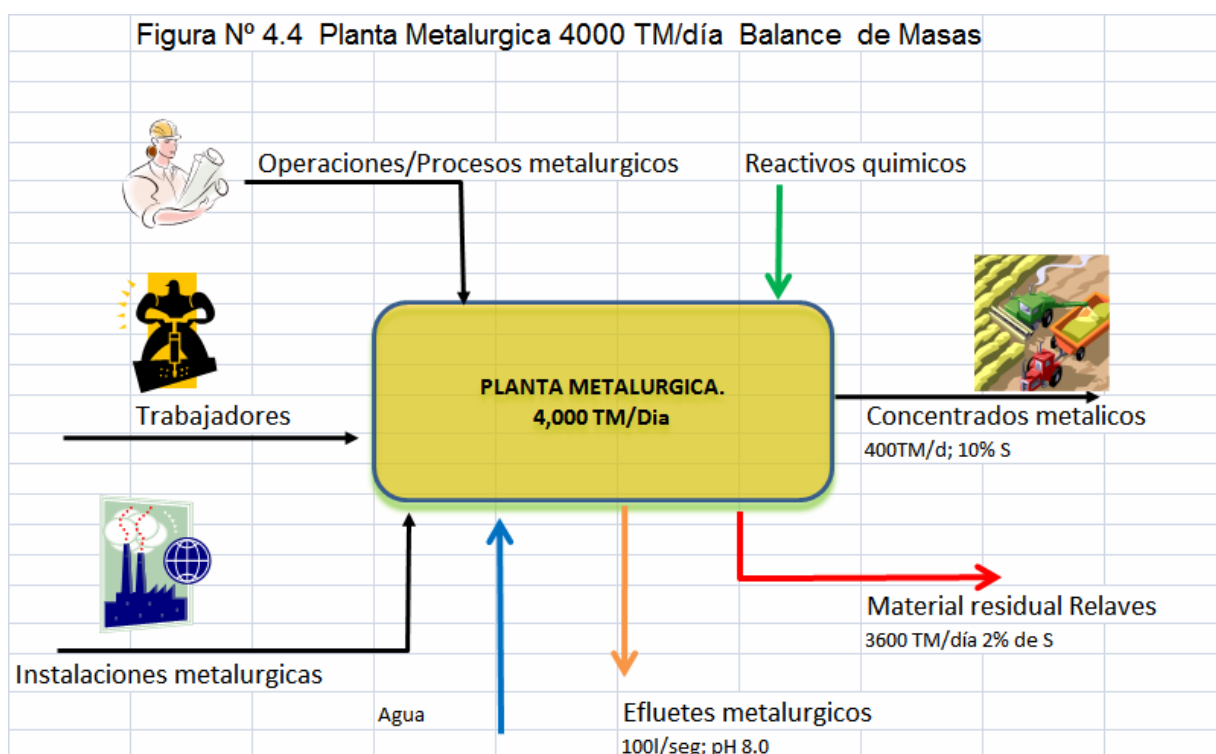 Figura Nº 4.4 Planta Metalurgica 4000 TM/día Balance de Masas
Operaciones/Procesos metalurgicos
Reactivos quimicos
PLANTA METALURGICA.
4,000 TM/Dia
Trabajadores
Concentrados metalicos
400TM/d; 10% S
Material residual Relaves
3600 TM/día 2% de S
Instalaciones metalurgicas
Agua
Efluetes metalurgicos
100l/seg; pH 8.0